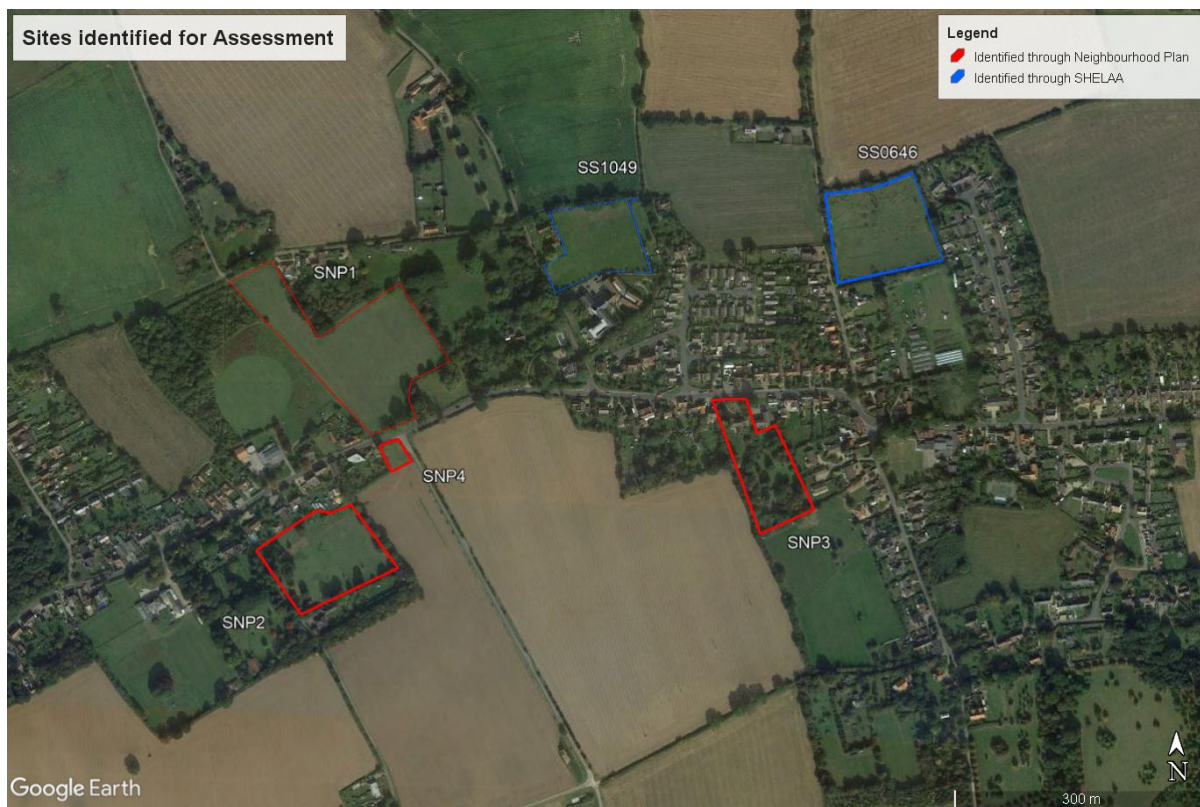 Sites identified for Assessment
Legend
Identified through Neighbourhood Plan
Identified through SHELAA
SS1049
SS0646
SNP1
SNP4
SNP3
SNP2
Google Earth
N
300 m